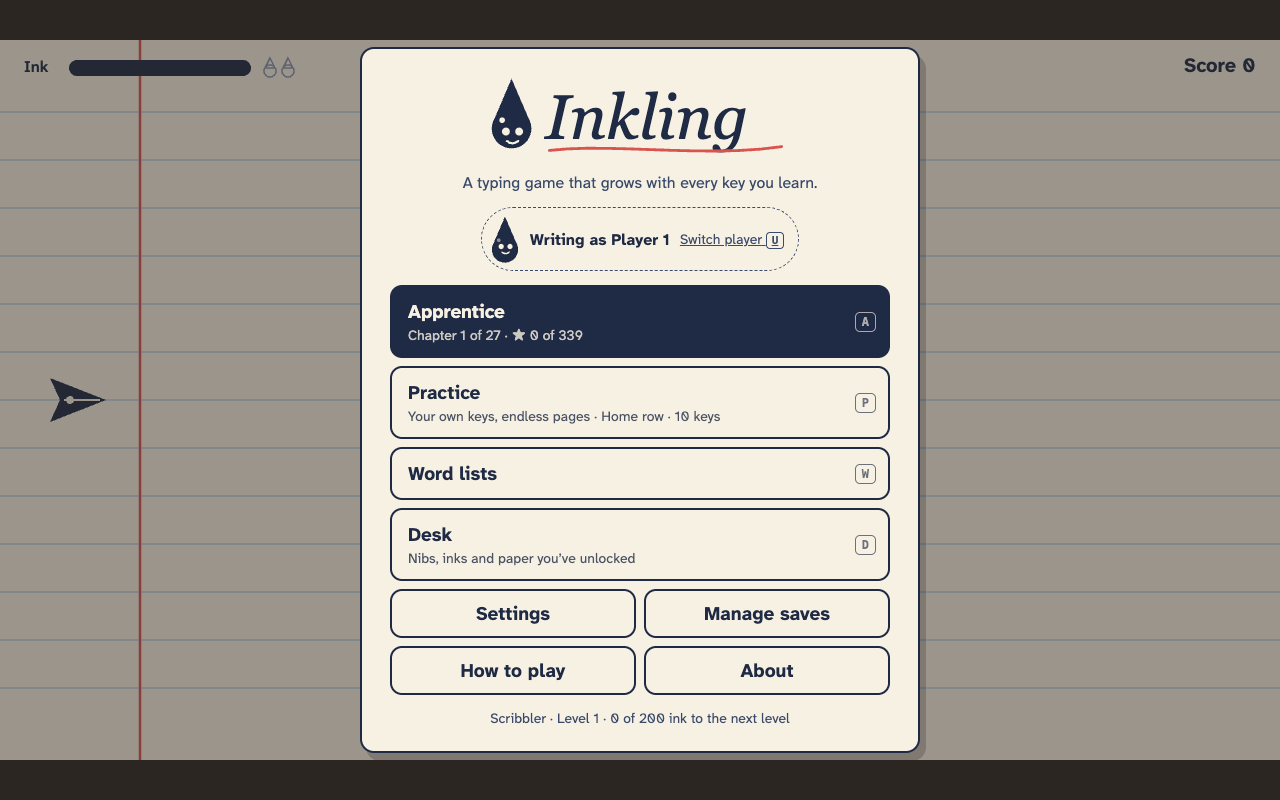 Ink
Score 0
Inkling
A typing game that grows with every key you learn.
Writing as Player 1 Switch player U
Apprentice
Chapter 1 of 27 · ★ 0 of 339
A
Practice
Your own keys, endless pages · Home row · 10 keys
P
Word lists
W
Desk
Nibs, inks and paper you’ve unlocked
D
Settings
Manage saves
How to play
About
Scribbler · Level 1 · 0 of 200 ink to the next level